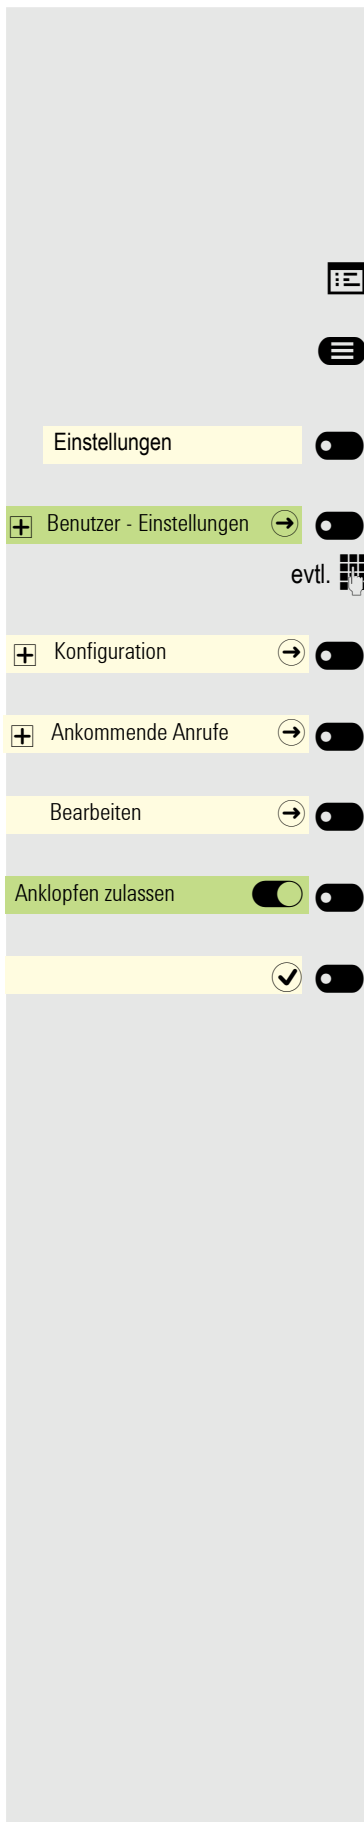 Einstellungen
Benutzer - Einstellungen
evtl.
Konfiguration
Ankommende Anrufe
Bearbeiten
Anklopfen zulassen